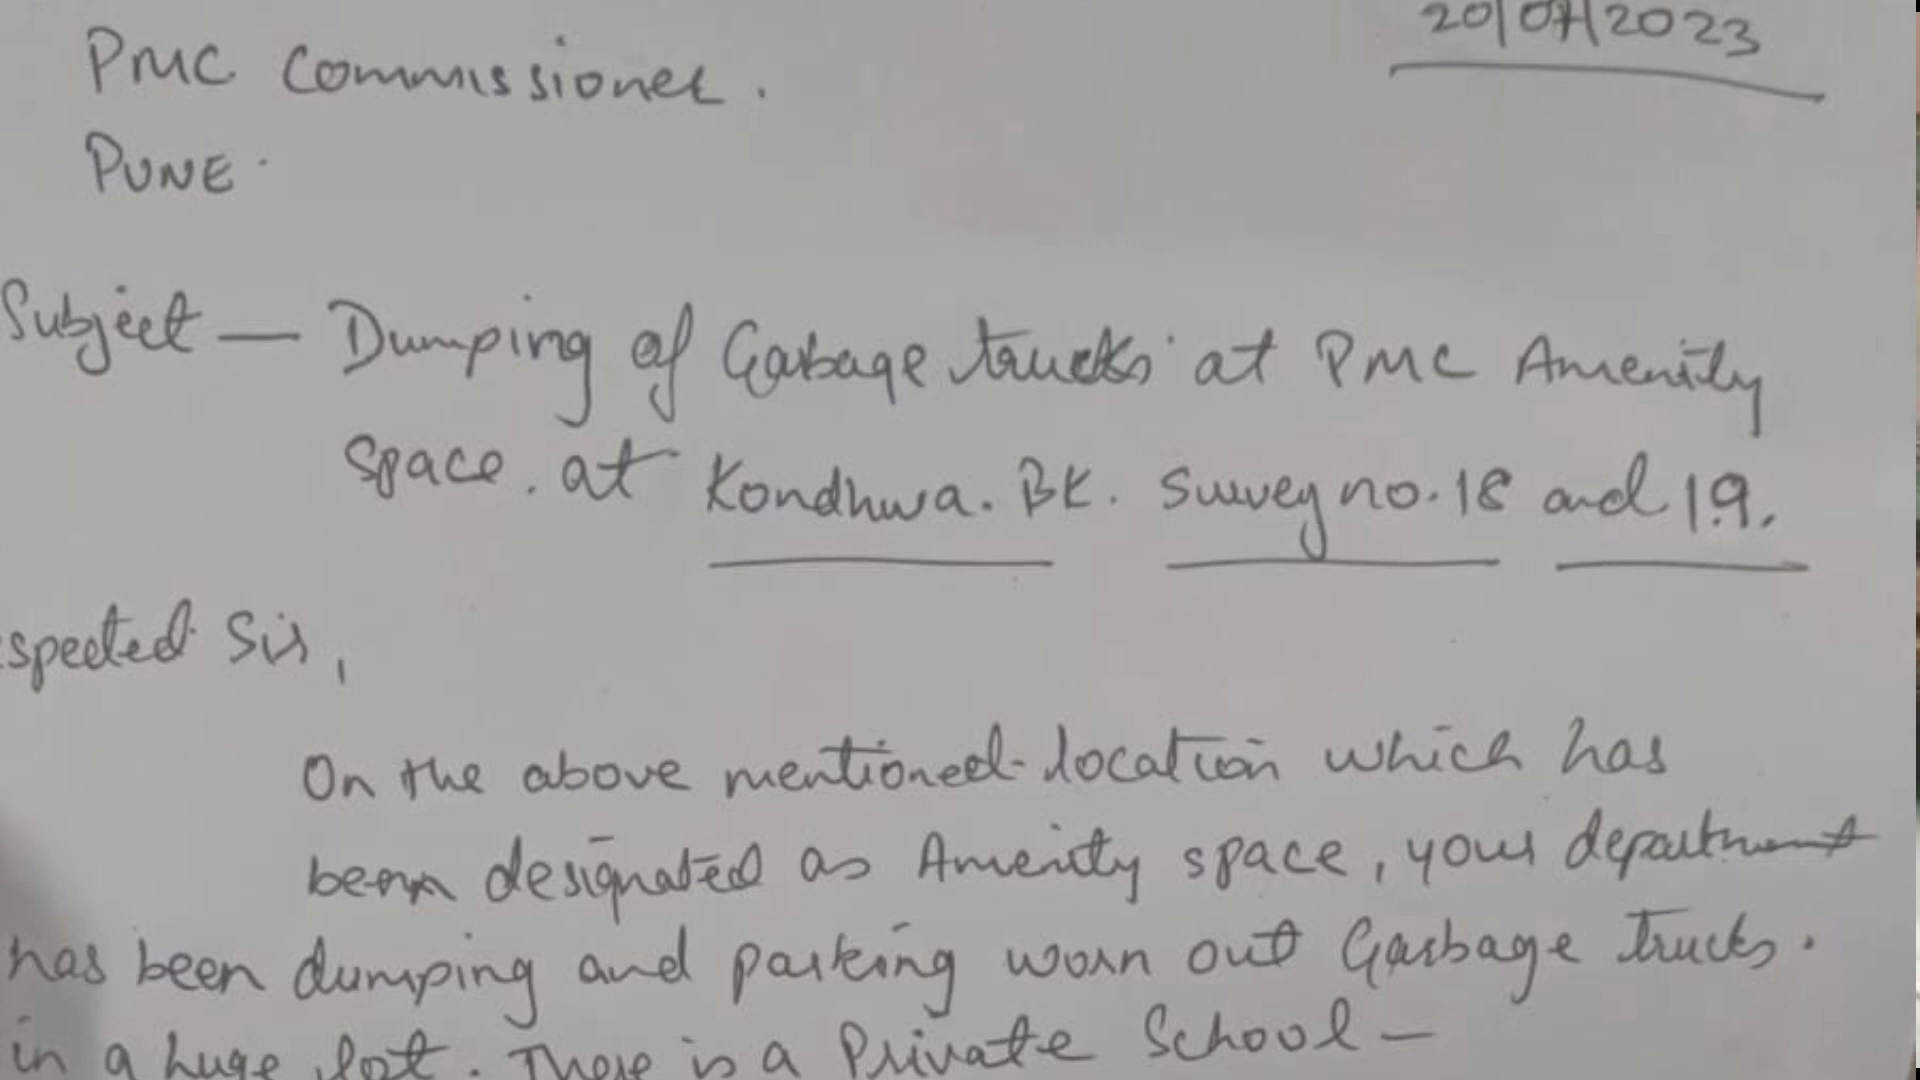 20/07/2023
PMC Commissioner.
PUNE.
Subject — Dumping of Garbage trucks at PMC Amenity
space. at Kondhwa. BK. Survey no. 18 and 19.
spected Sir,
On the above mentioned location which has
been designated as Amenity space, your department
has been dumping and parking worn out Garbage trucks.
in a huge lot. There is a Private School —